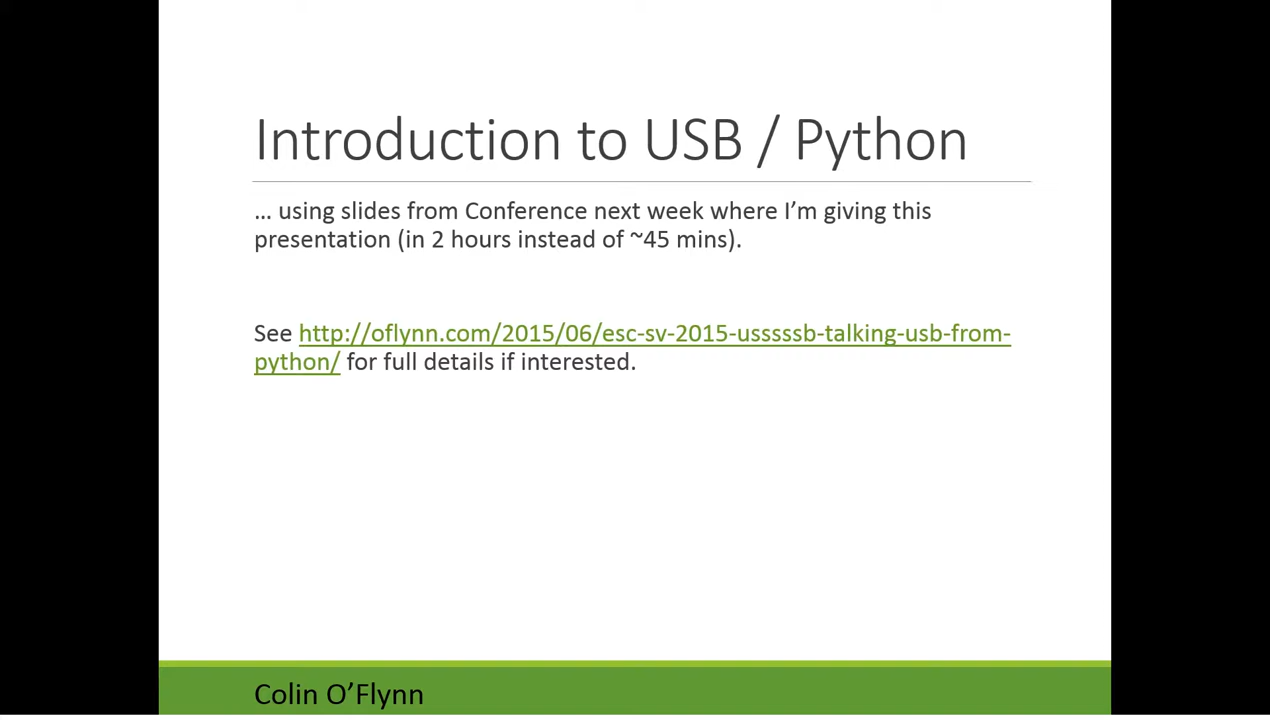 Introduction to USB / Python
… using slides from Conference next week where I’m giving this
presentation (in 2 hours instead of ~45 mins).
See http://oflynn.com/2015/06/esc-sv-2015-usssssb-talking-usb-from-
python/ for full details if interested.
Colin O’Flynn